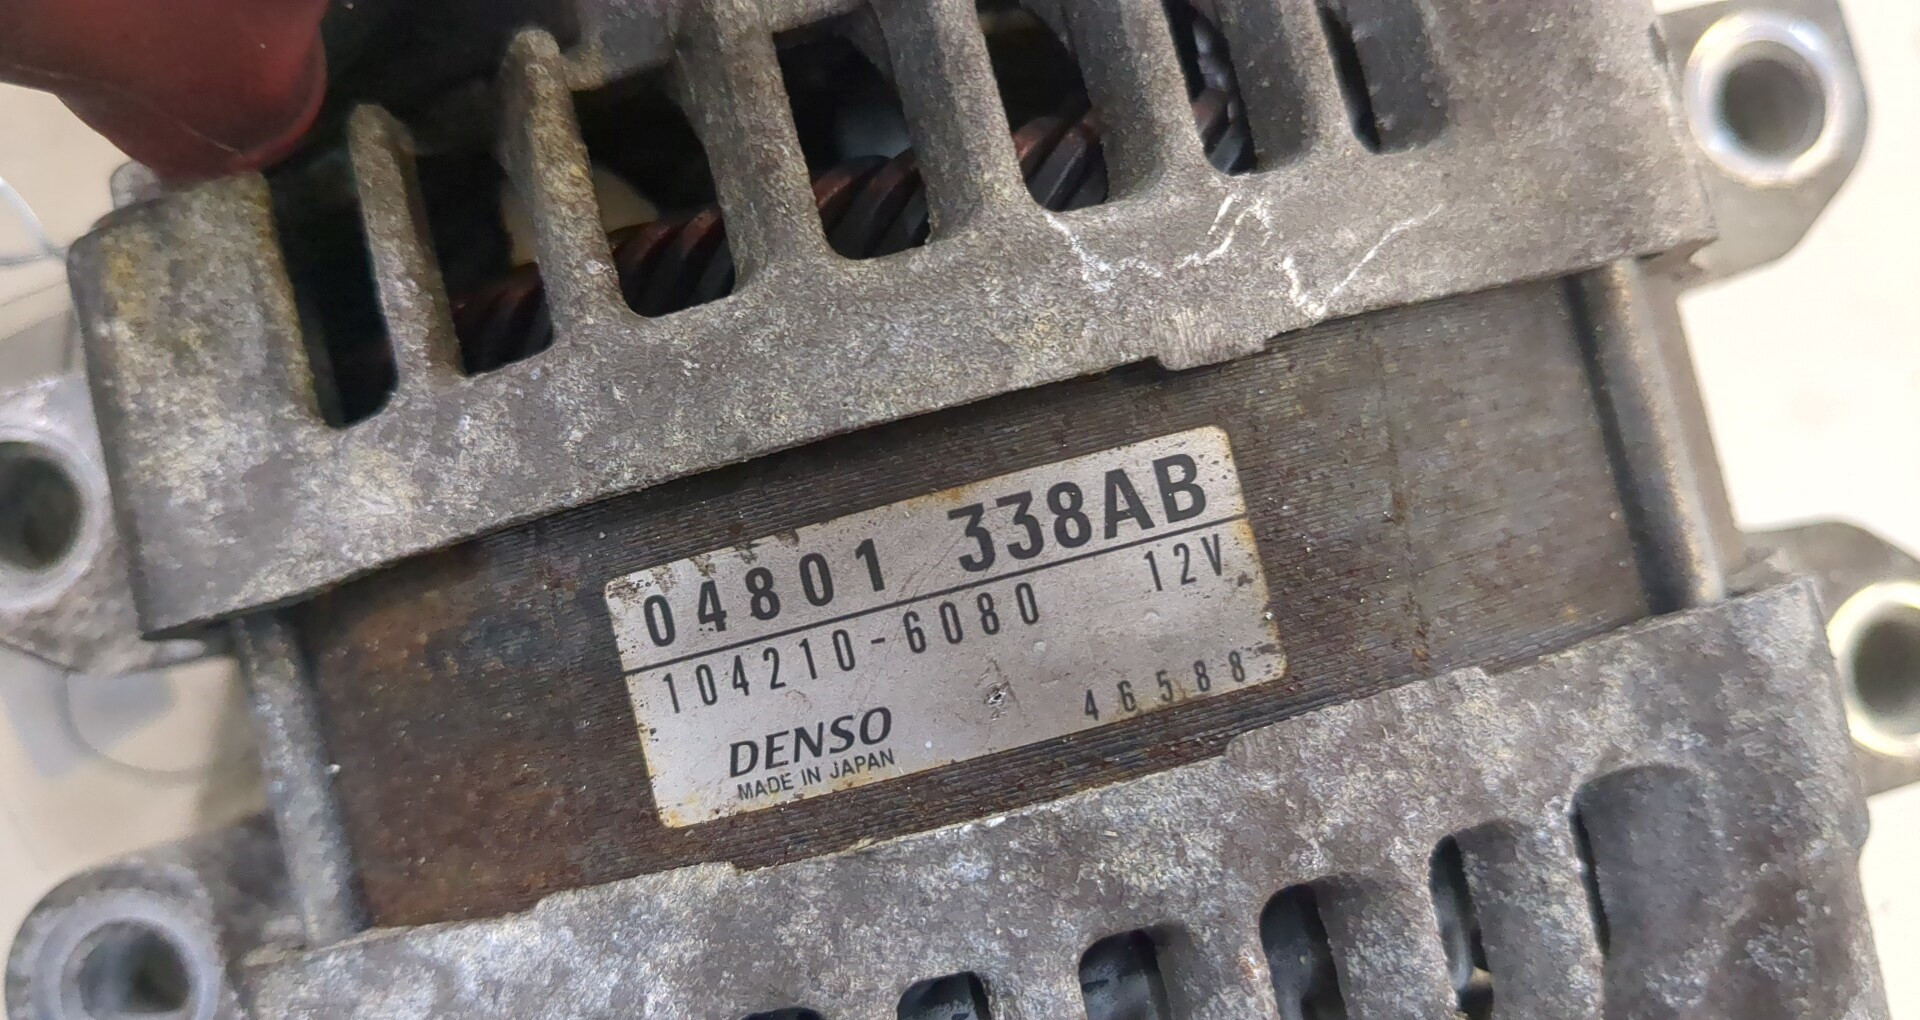 04801 338AB
104210-6080 12V
46588
DENSO
MADE IN JAPAN